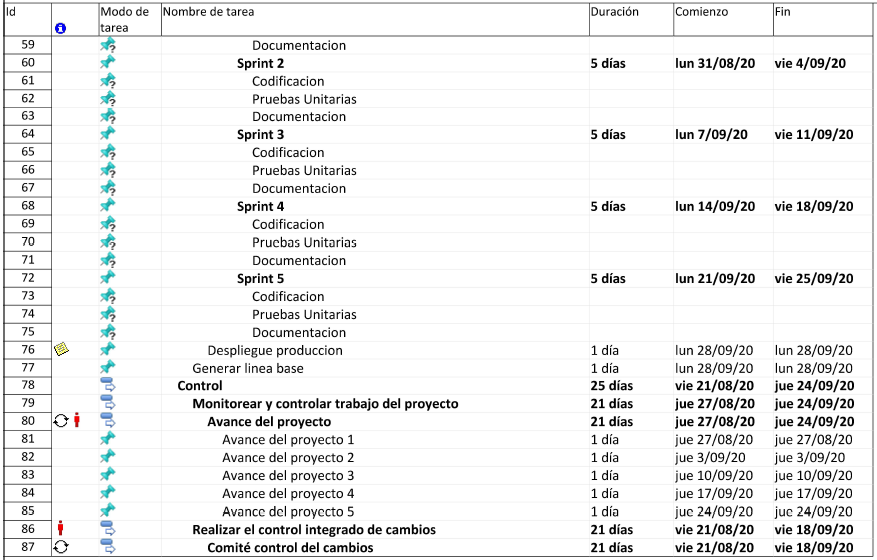 Id Modo de tarea Nombre de tarea Duración Comienzo Fin
59 Documentacion
60 Sprint 2 5 días lun 31/08/20 vie 4/09/20
61 Codificacion
62 Pruebas Unitarias
63 Documentacion
64 Sprint 3 5 días lun 7/09/20 vie 11/09/20
65 Codificacion
66 Pruebas Unitarias
67 Documentacion
68 Sprint 4 5 días lun 14/09/20 vie 18/09/20
69 Codificacion
70 Pruebas Unitarias
71 Documentacion
72 Sprint 5 5 días lun 21/09/20 vie 25/09/20
73 Codificacion
74 Pruebas Unitarias
75 Documentacion
76 Despliegue produccion 1 día lun 28/09/20 lun 28/09/20
77 Generar linea base 1 día lun 28/09/20 lun 28/09/20
78 Control 25 días vie 21/08/20 jue 24/09/20
79 Monitorear y controlar trabajo del proyecto 21 días jue 27/08/20 jue 24/09/20
80 Avance del proyecto 21 días jue 27/08/20 jue 24/09/20
81 Avance del proyecto 1 1 día jue 27/08/20 jue 27/08/20
82 Avance del proyecto 2 1 día jue 3/09/20 jue 3/09/20
83 Avance del proyecto 3 1 día jue 10/09/20 jue 10/09/20
84 Avance del proyecto 4 1 día jue 17/09/20 jue 17/09/20
85 Avance del proyecto 5 1 día jue 24/09/20 jue 24/09/20
86 Realizar el control integrado de cambios 21 días vie 21/08/20 vie 18/09/20
87 Comité control del cambios 21 días vie 21/08/20 vie 18/09/20